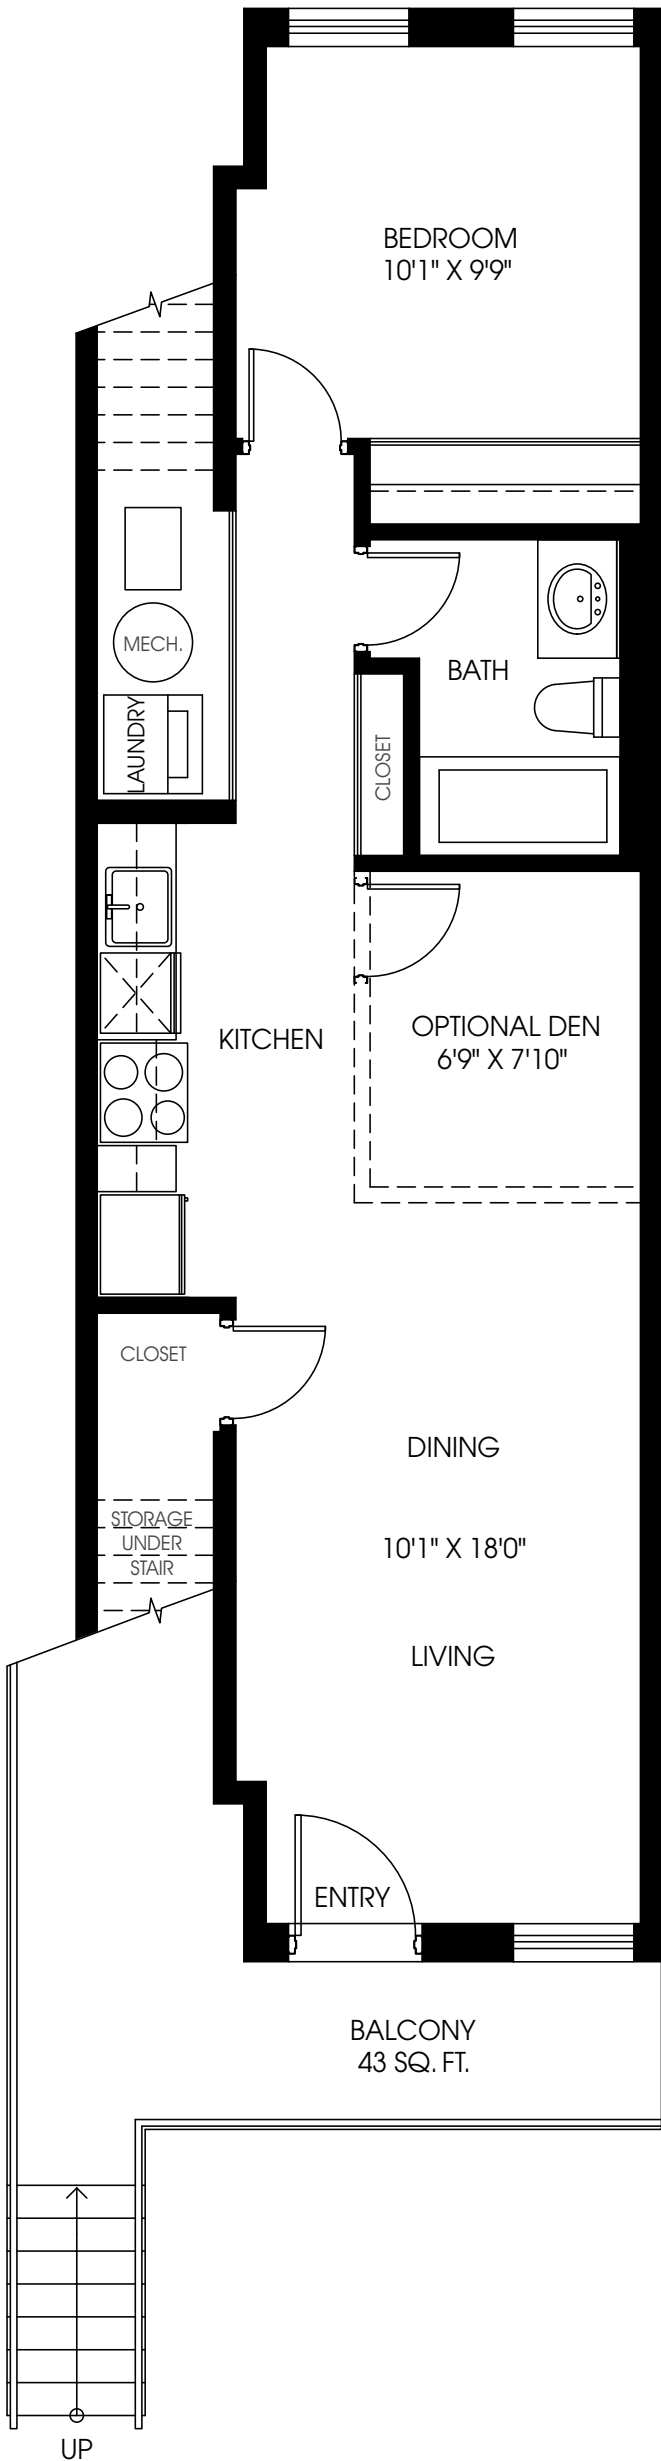 BEDROOM
10'1" X 9'9"
MECH.
LAUNDRY
BATH
CLOSET
KITCHEN
OPTIONAL DEN
6'9" X 7'10"
CLOSET
DINING
10'1" X 18'0"
LIVING
STORAGE
UNDER
STAIR
ENTRY
BALCONY
43 SQ. FT.
UP